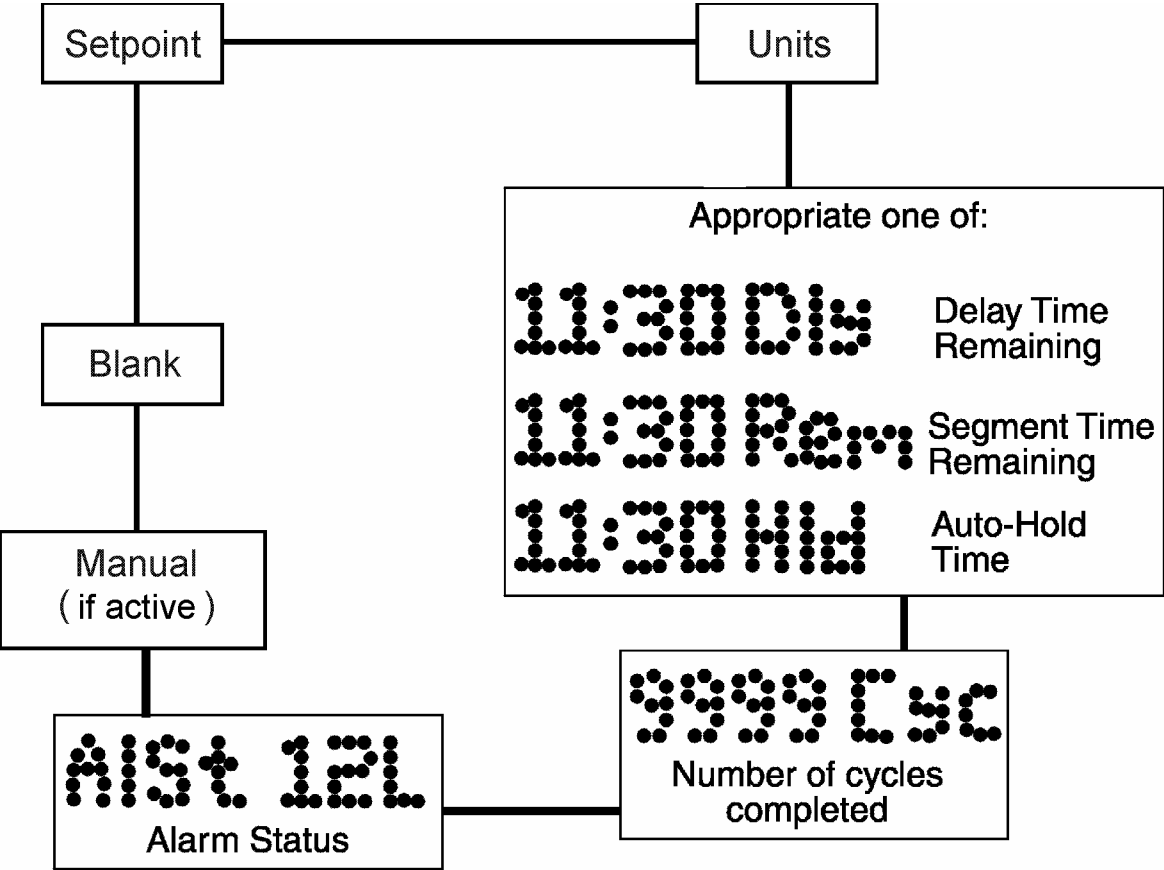 Setpoint
Units
Appropriate one of:
11:30 Dly
Delay Time
Remaining
11:30 Rem
Segment Time
Remaining
11:30 Hld
Auto-Hold
Time
Blank
Manual
( if active )
9999 Cyc
Number of cycles
completed
Alst 12L
Alarm Status